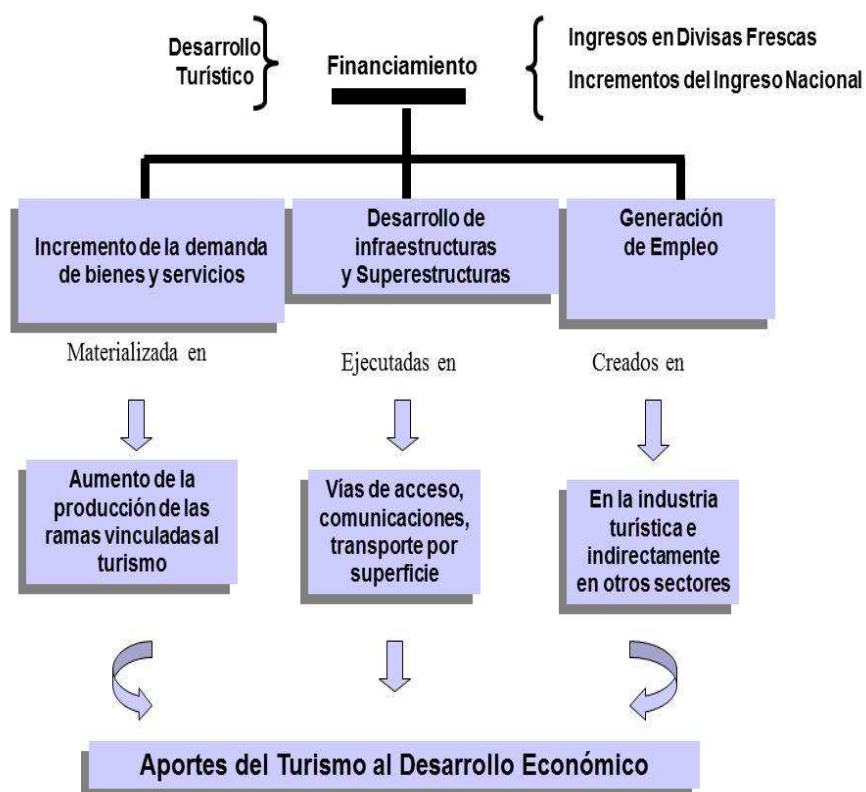 Desarrollo
Turístico
Financiamiento
Ingresos en Divisas Frescas
Incrementos del Ingreso Nacional
Incremento de la demanda
de bienes y servicios
Desarrollo de
infraestructuras
y Superestructuras
Generación
de Empleo
Materializada en
Ejecutadas en
Creados en
Aumento de la
producción de las
ramas vinculadas al
turismo
Vías de acceso,
comunicaciones,
transporte por
superficie
En la industria
turística e
indirectamente
en otros sectores
Aportes del Turismo al Desarrollo Económico